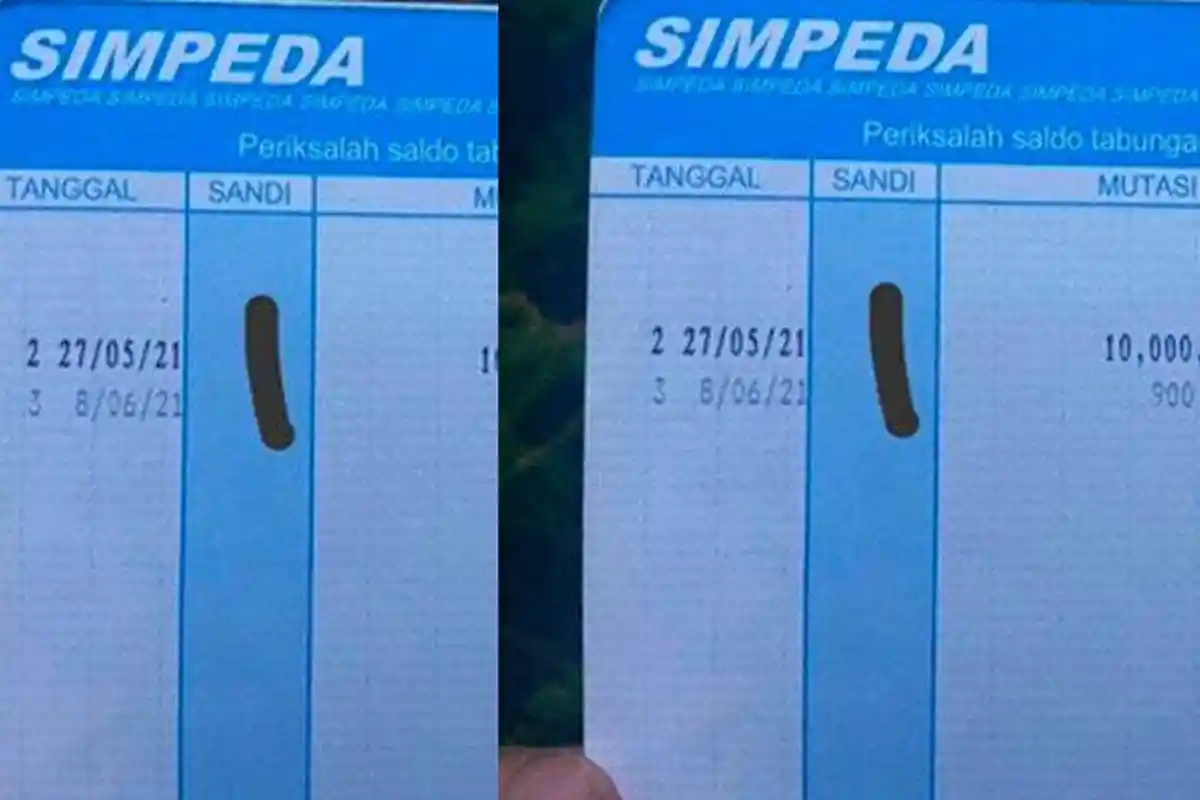 SIMPEDA
SIMPEDA SIMPEDA SIMPEDA SIMPEDA SIMPEDA
Periksalah saldo tab
TANGGAL SANDI M
2 27/05/21 1
3 8/06/21
SIMPEDA
SIMPEDA SIMPEDA SIMPEDA SIMPEDA SIMPEDA SIMPEDA
Periksalah saldo tabunga
TANGGAL SANDI MUTASI
2 27/05/21 10,000.
3 8/06/21 900